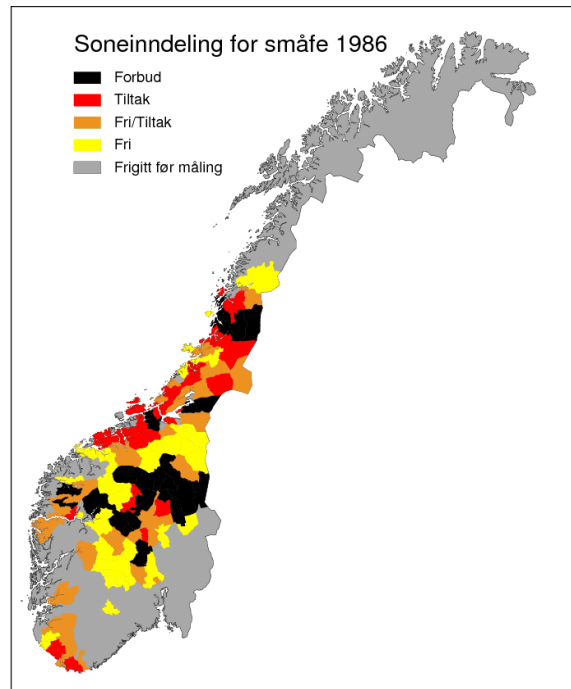 Soneinndeling for småfe 1986
Forbud
Tiltak
Fri/Tiltak
Fri
Frigitt før måling